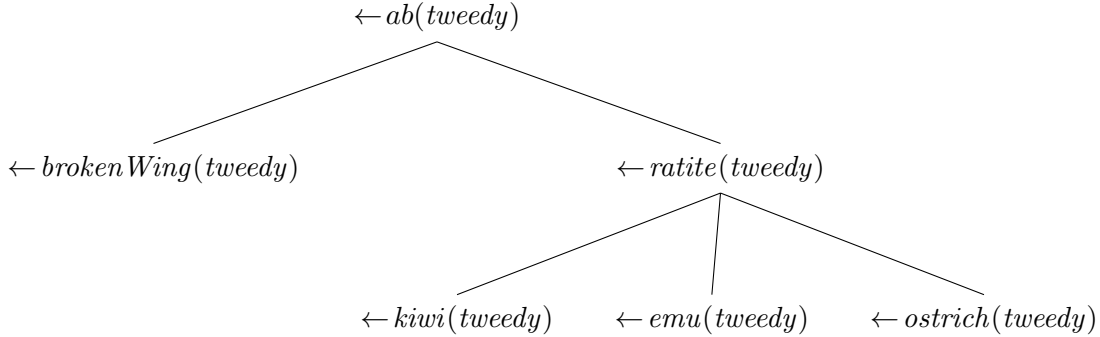 ← ab(tweedy)
← brokenWing(tweedy) ← ratite(tweedy)
← kiwi(tweedy) ← emu(tweedy) ← ostrich(tweedy)